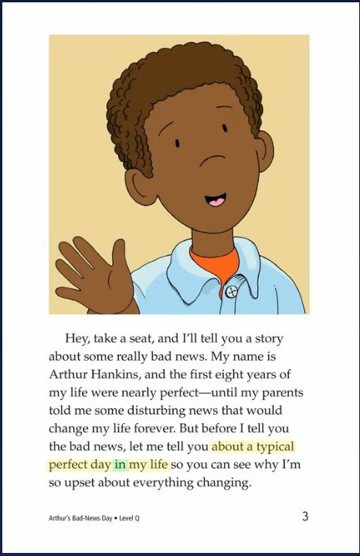 Hey, take a seat, and I'll tell you a story
about some really bad news. My name is
Arthur Hankins, and the first eight years of
my life were nearly perfect—until my parents
told me some disturbing news that would
change my life forever. But before I tell you
the bad news, let me tell you about a typical
perfect day in my life so you can see why I'm
so upset about everything changing.
Arthur's Bad-News Day • Level Q 3